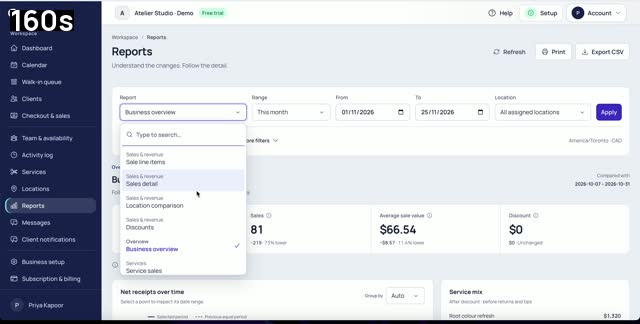 160s
Workspace
Dashboard
Calendar
Walk-in queue
Clients
Checkout & sales
Team & availability
Activity log
Services
Locations
Reports
Messages
Client notifications
Business setup
Subscription & billing
P Priya Kapoor
A Atelier Studio · Demo Free trial
Help Setup P Account
Workspace / Reports
Reports
Understand the changes. Follow the detail.
Refresh Print Export CSV
Report Range From To Location
Business overview This month 01/11/2026 25/11/2026 All assigned locations Apply
Type to search...
filters
America/Toronto · CAD
Sales & revenue
Sale line items
Sales & revenue
Sales detail
Sales & revenue
Location comparison
Sales & revenue
Discounts
Overview
Business overview
Services
Service sales
Compared with
2026-10-07 – 2026-10-31
Sales Average sale value Discount
81 $66.54 $0
-219 · 73% lower -$8.57 · 11.4% lower $0 · Unchanged
Net receipts over time
Select a point to inspect its date range.
Group by Auto
Selected period Previous equal period
Service mix
After discount · before returns and tips
Root colour refresh $1,320